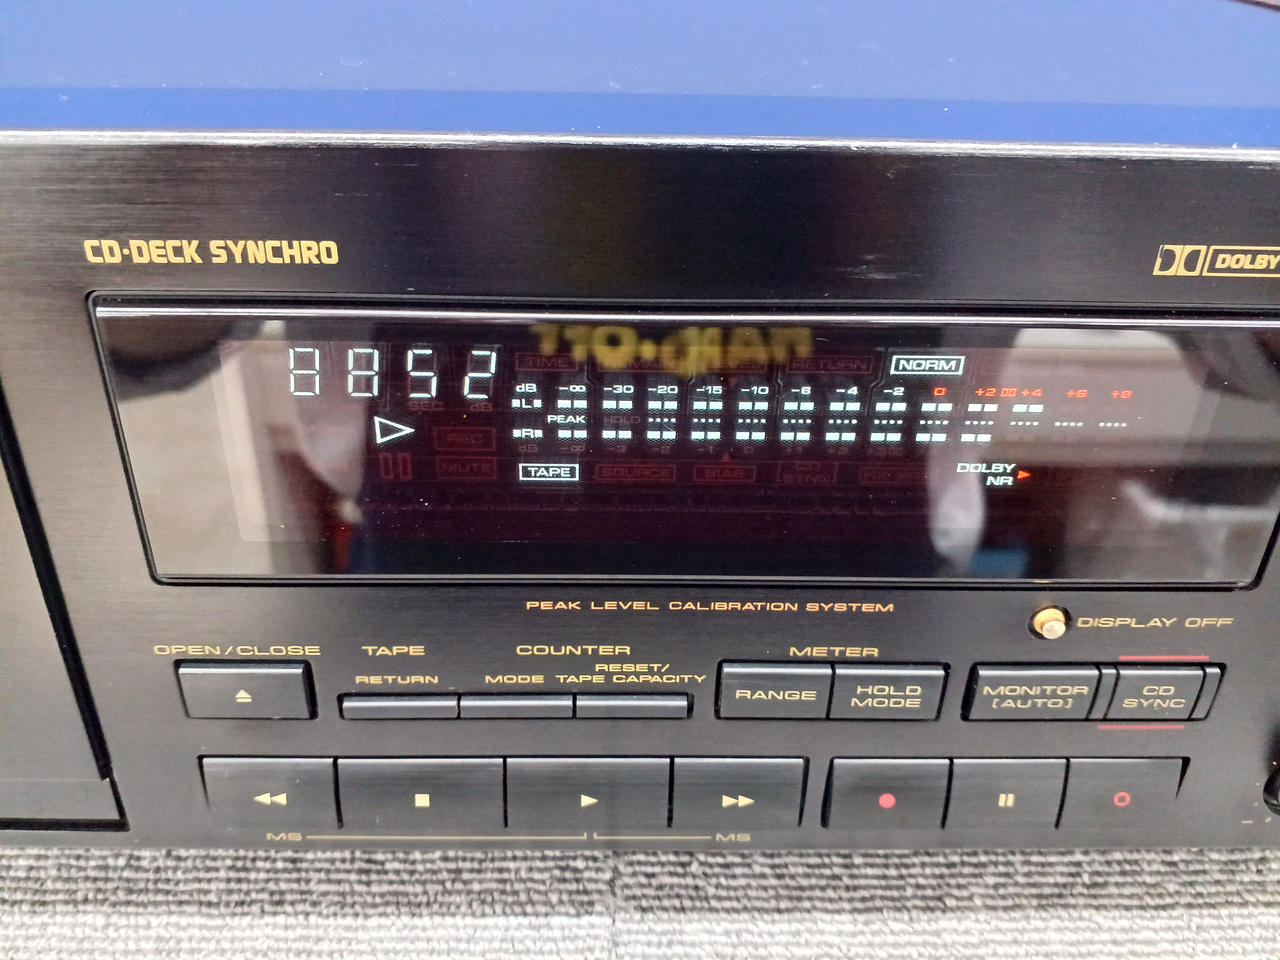 CD·DECK SYNCHRO
DOLBY
8852
TIME
RETURN
NORM
dB -∞ -30 -20 -15 -10 -6 -4 -2 0 +2 +4 +6 +8
L
PEAK HOLD
R
REC
MUTE
TAPE SOURCE BIAS CD SYNC
DOLBY NR
PEAK LEVEL CALIBRATION SYSTEM
DISPLAY OFF
OPEN/CLOSE TAPE COUNTER METER
RETURN MODE RESET/
TAPE CAPACITY
RANGE HOLD MODE MONITOR [AUTO] CD SYNC
MS MS